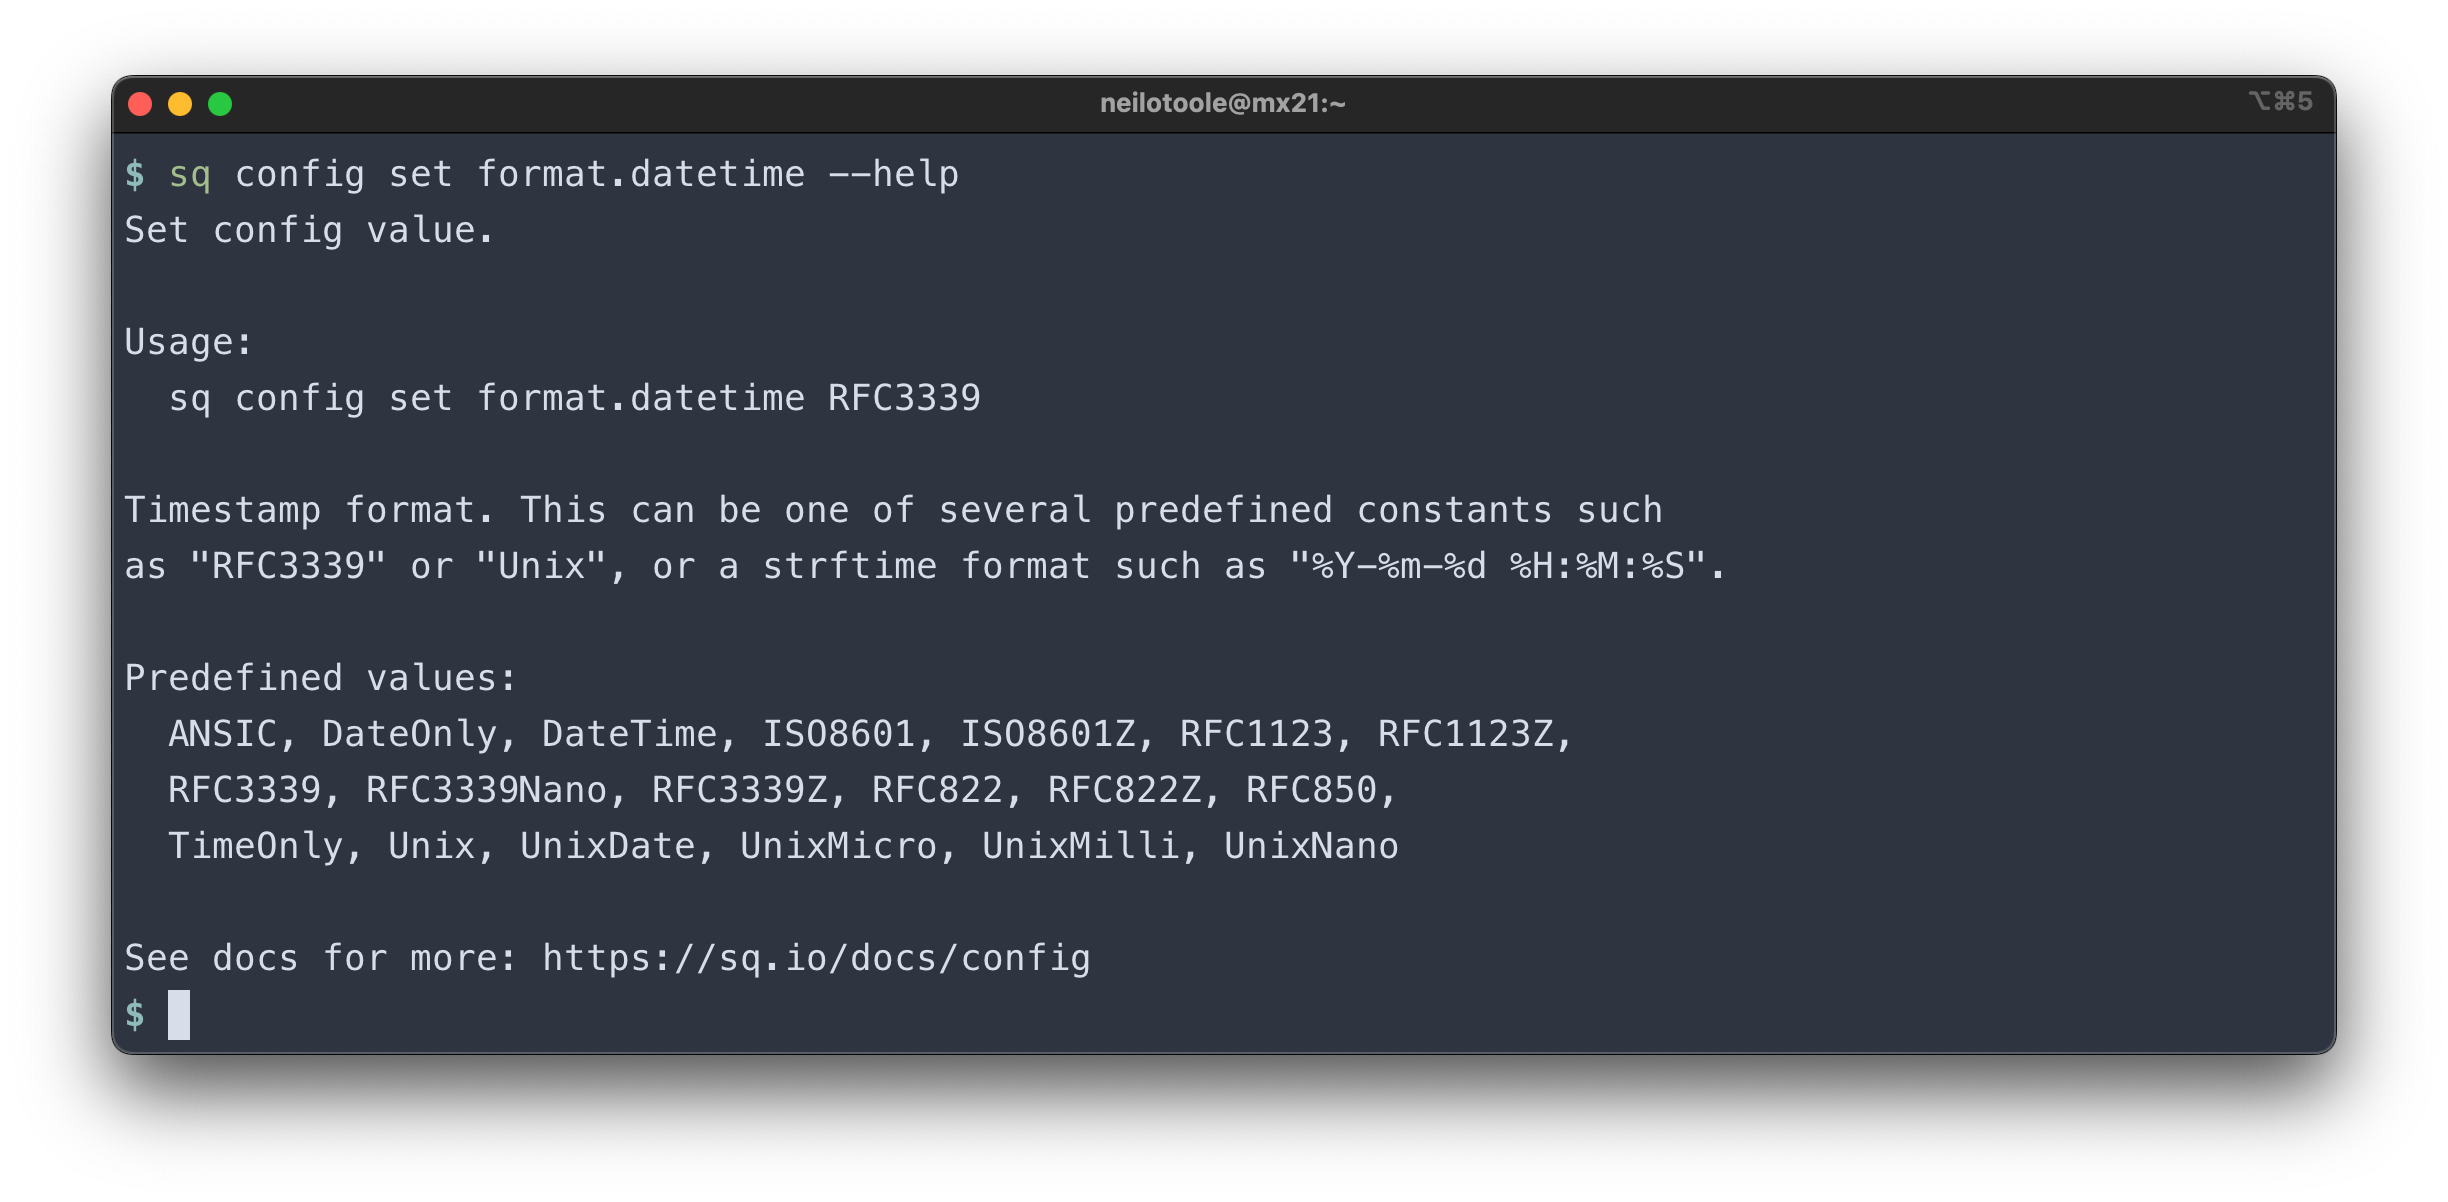 neilotoole@mx21:~
⌥⌘5
$ sq config set format.datetime --help
Set config value.

Usage:
  sq config set format.datetime RFC3339

Timestamp format. This can be one of several predefined constants such
as "RFC3339" or "Unix", or a strftime format such as "%Y-%m-%d %H:%M:%S".

Predefined values:
  ANSIC, DateOnly, DateTime, ISO8601, ISO8601Z, RFC1123, RFC1123Z,
  RFC3339, RFC3339Nano, RFC3339Z, RFC822, RFC822Z, RFC850,
  TimeOnly, Unix, UnixDate, UnixMicro, UnixMilli, UnixNano

See docs for more: https://sq.io/docs/config
$